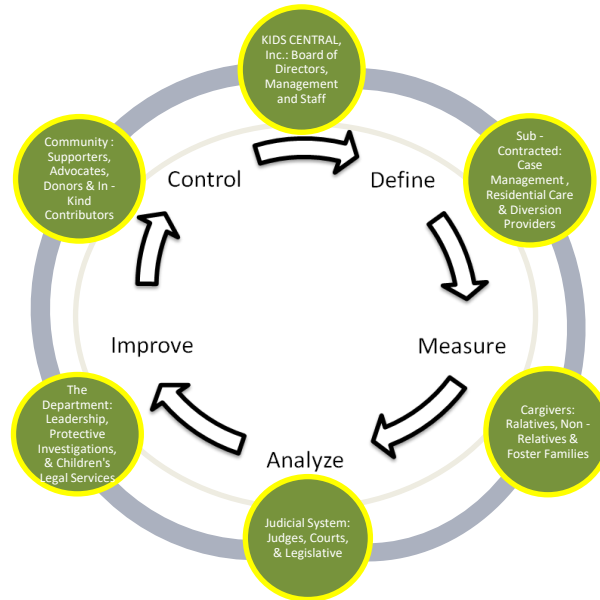 KIDS CENTRAL,
Inc.: Board of
Directors,
Management
and Staff
Sub -
Contracted:
Case
Management ,
Residential Care
& Diversion
Providers
Cargivers:
Ralatives, Non -
Relatives &
Foster Families
Judicial System:
Judges, Courts,
& Legislative
The
Department:
Leadership,
Protective
Investigations,
& Children's
Legal Services
Community :
Supporters,
Advocates,
Donors & In -
Kind
Contributors
Control
Define
Measure
Analyze
Improve